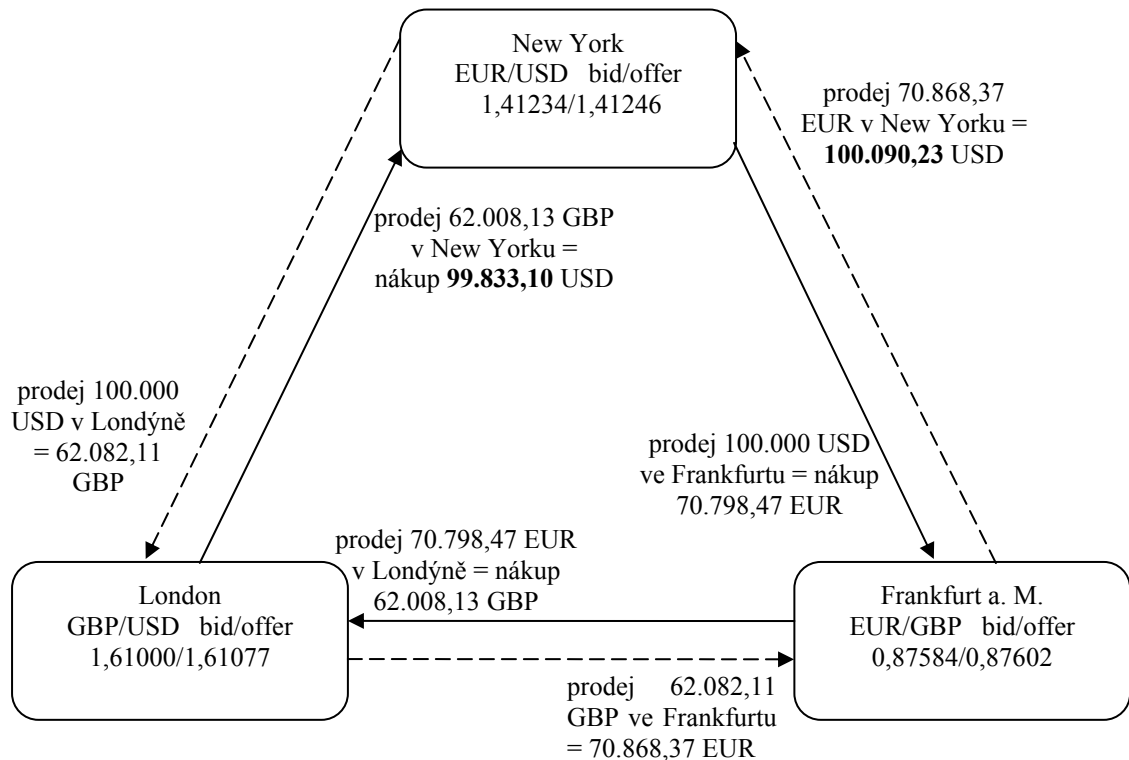 New York
EUR/USD bid/offer
1,41234/1,41246
prodej 70.868,37
EUR v New Yorku =
100.090,23 USD
prodej 62.008,13 GBP
v New Yorku =
nákup 99.833,10 USD
prodej 100.000
USD v Londýně
= 62.082,11
GBP
prodej 100.000 USD
ve Frankfurtu = nákup
70.798,47 EUR
prodej 70.798,47 EUR
v Londýně = nákup
62.008,13 GBP
London
GBP/USD bid/offer
1,61000/1,61077
Frankfurt a. M.
EUR/GBP bid/offer
0,87584/0,87602
prodej 62.082,11
GBP ve Frankfurtu
= 70.868,37 EUR